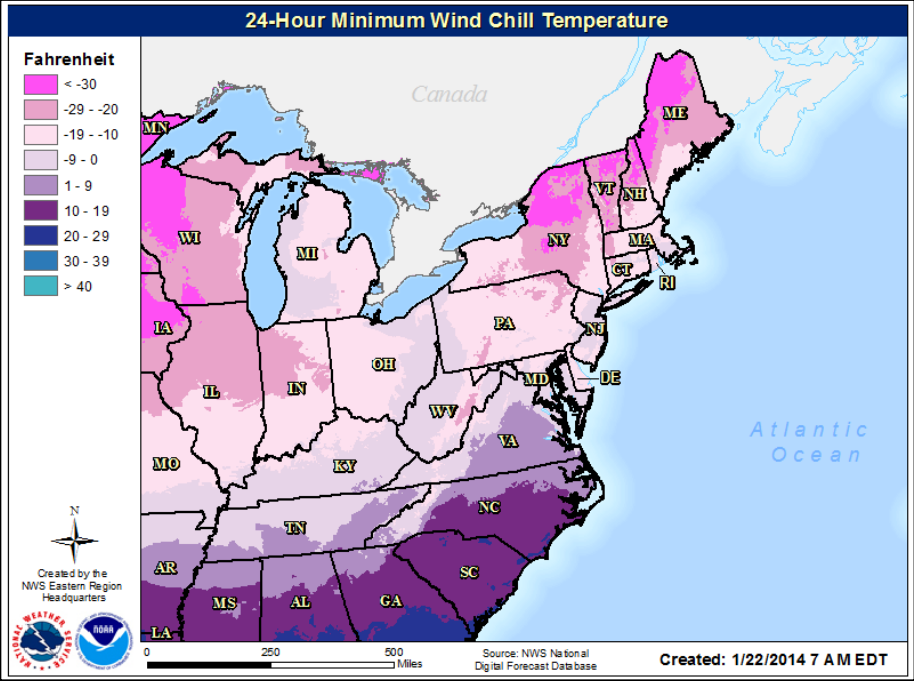 24-Hour Minimum Wind Chill Temperature
Fahrenheit
< -30
-29 - -20
-19 - -10
-9 - 0
1 - 9
10 - 19
20 - 29
30 - 39
> 40
Canada
MN
ME
VT
NH
WI
NY
MI
MA
CT
RI
IA
PA
NJ
OH
IL
IN
MD
DE
WV
VA
MO
KY
NC
TN
AR
SC
MS
AL
GA
LA
Atlantic
Ocean
N
Created by the
NWS Eastern Region
Headquarters
NATIONAL WEATHER SERVICE
NOAA
0 250 500
Miles
Source: NWS National
Digital Forecast Database
Created: 1/22/2014 7 AM EDT